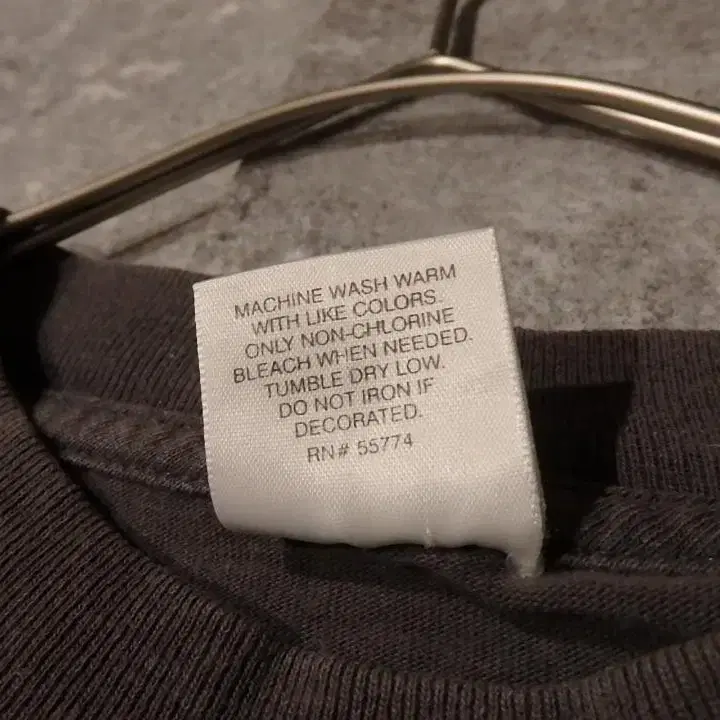 MACHINE WASH WARM
WITH LIKE COLORS.
ONLY NON-CHLORINE
BLEACH WHEN NEEDED.
TUMBLE DRY LOW.
DO NOT IRON IF
DECORATED.
RN# 55774